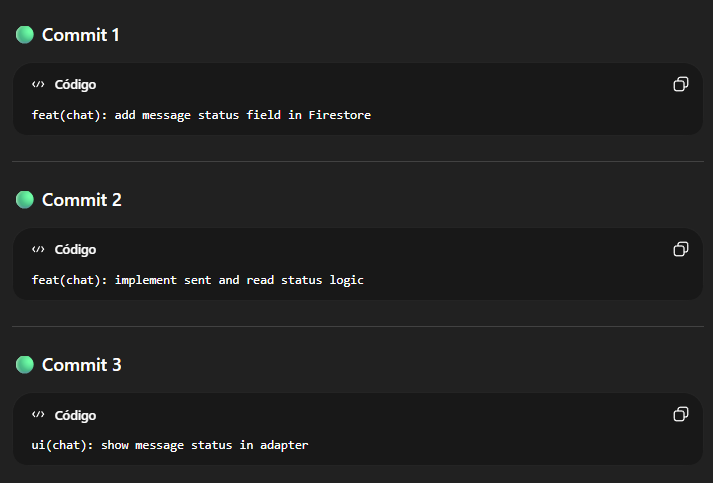 Commit 1
Código
feat(chat): add message status field in Firestore
Commit 2
Código
feat(chat): implement sent and read status logic
Commit 3
Código
ui(chat): show message status in adapter